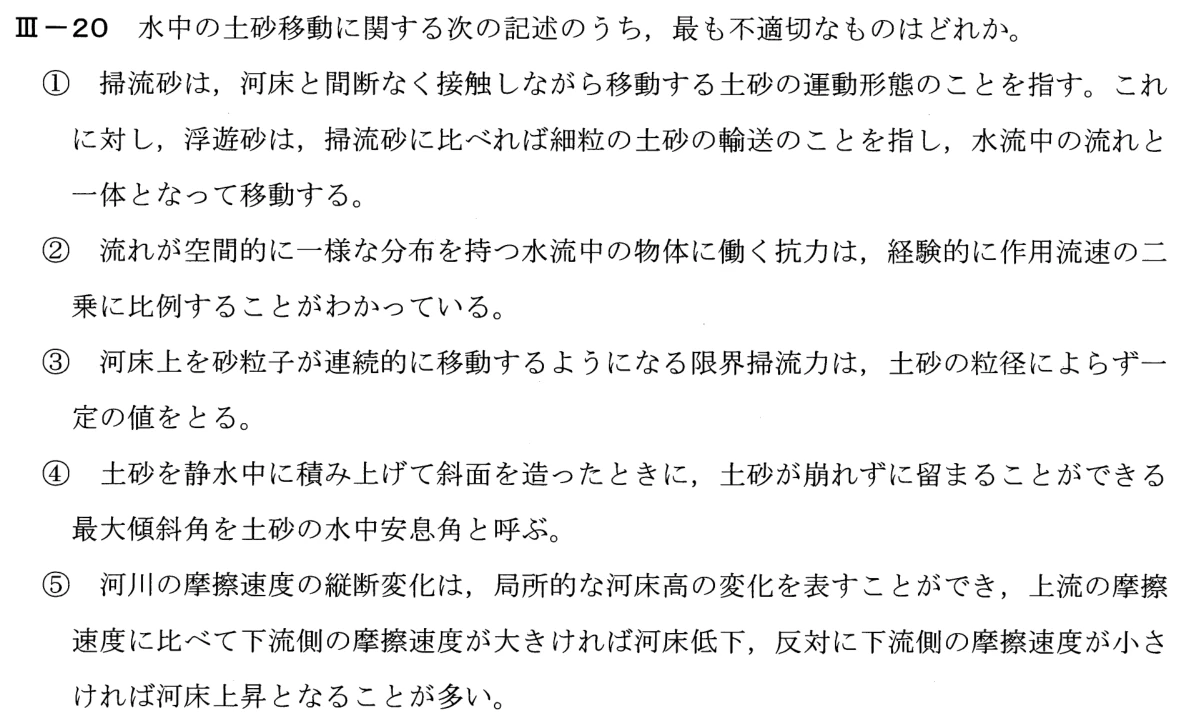 Ⅲ－20　水中の土砂移動に関する次の記述のうち，最も不適切なものはどれか。
①　掃流砂は，河床と間断なく接触しながら移動する土砂の運動形態のことを指す。これ
に対し，浮遊砂は，掃流砂に比べれば細粒の土砂の輸送のことを指し，水流中の流れと
一体となって移動する。
②　流れが空間的に一様な分布を持つ水流中の物体に働く抗力は，経験的に作用流速の二
乗に比例することがわかっている。
③　河床上を砂粒子が連続的に移動するようになる限界掃流力は，土砂の粒径によらず一
定の値をとる。
④　土砂を静水中に積み上げて斜面を造ったときに，土砂が崩れずに留まることができる
最大傾斜角を土砂の水中安息角と呼ぶ。
⑤　河川の摩擦速度の縦断変化は，局所的な河床高の変化を表すことができ，上流の摩擦
速度に比べて下流側の摩擦速度が大きければ河床低下，反対に下流側の摩擦速度が小さ
ければ河床上昇となることが多い。